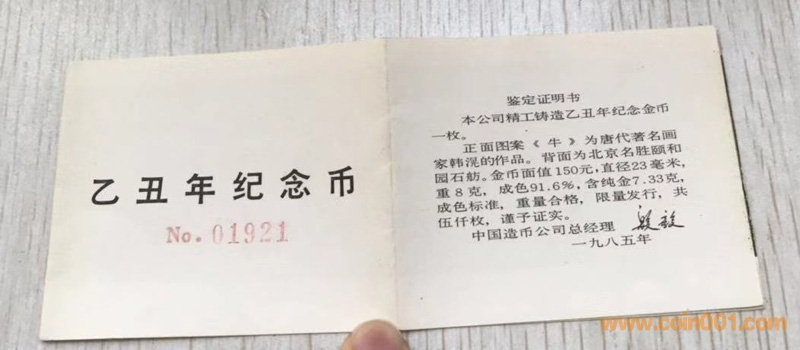 乙丑年纪念币
No. 01921
鉴定证明书
本公司精工铸造乙丑年纪念金币
一枚。
正面图案《牛》为唐代著名画
家韩滉的作品。背面为北京名胜颐和
园石舫。金币面值150元，直径23毫米，
重8克，成色91.6%，含纯金7.33克，
成色标准，重量合格，限量发行，共
伍仟枚，谨予证实。
中国造币公司总经理 殷毅
一九八五年
www.coin001.com